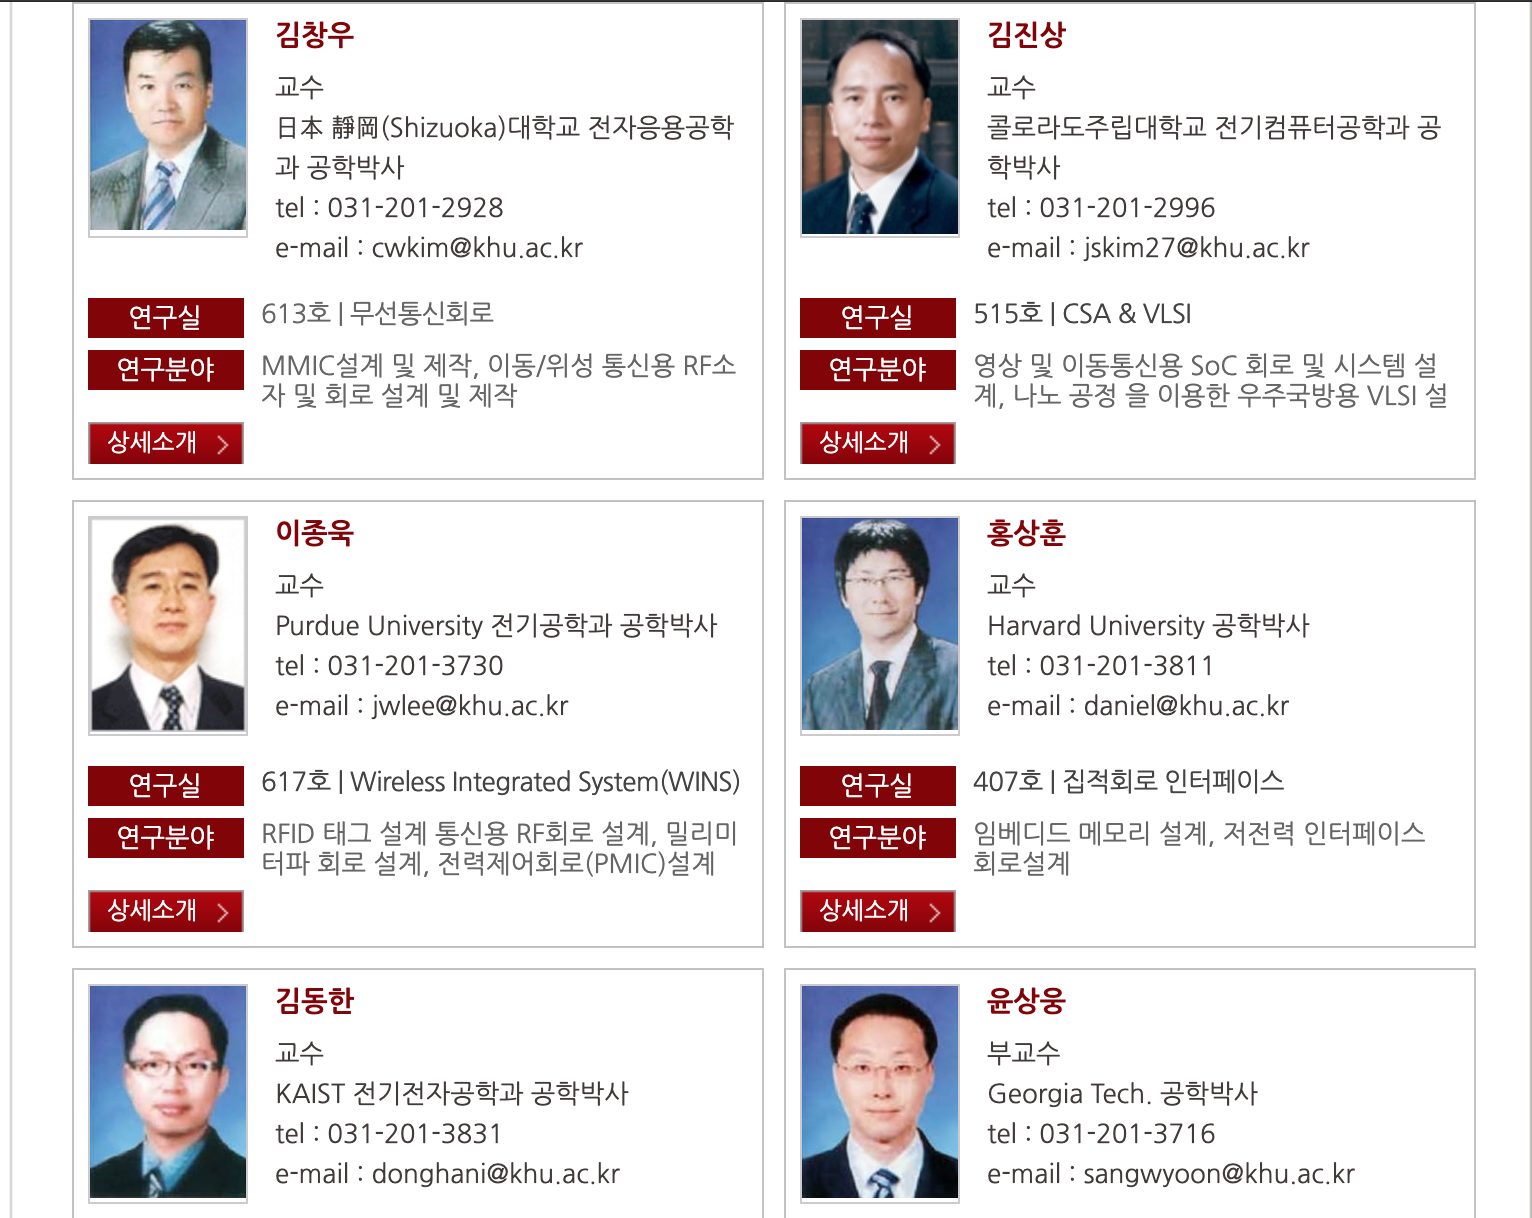 김창우
교수
日本 靜岡(Shizuoka)대학교 전자응용공학
과 공학박사
tel : 031-201-2928
e-mail : cwkim@khu.ac.kr
연구실
613호 | 무선통신회로
연구분야
MMIC설계 및 제작, 이동/위성 통신용 RF소
자 및 회로 설계 및 제작
상세소개
김진상
교수
콜로라도주립대학교 전기컴퓨터공학과 공
학박사
tel : 031-201-2996
e-mail : jskim27@khu.ac.kr
연구실
515호 | CSA & VLSI
연구분야
영상 및 이동통신용 SoC 회로 및 시스템 설
계, 나노 공정 을 이용한 우주국방용 VLSI 설
상세소개
이종욱
교수
Purdue University 전기공학과 공학박사
tel : 031-201-3730
e-mail : jwlee@khu.ac.kr
연구실
617호 | Wireless Integrated System(WINS)
연구분야
RFID 태그 설계 통신용 RF회로 설계, 밀리미
터파 회로 설계, 전력제어회로(PMIC)설계
상세소개
홍상훈
교수
Harvard University 공학박사
tel : 031-201-3811
e-mail : daniel@khu.ac.kr
연구실
407호 | 집적회로 인터페이스
연구분야
임베디드 메모리 설계, 저전력 인터페이스
회로설계
상세소개
김동한
교수
KAIST 전기전자공학과 공학박사
tel : 031-201-3831
e-mail : donghani@khu.ac.kr
윤상웅
부교수
Georgia Tech. 공학박사
tel : 031-201-3716
e-mail : sangwyoon@khu.ac.kr